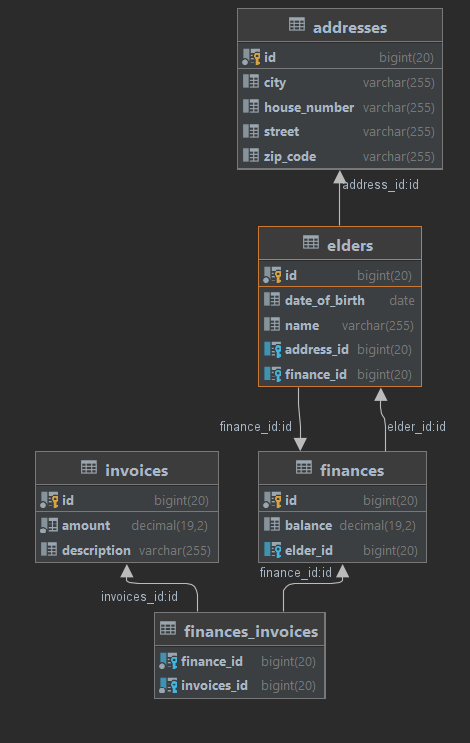 addresses
id bigint(20)
city varchar(255)
house_number varchar(255)
street varchar(255)
zip_code varchar(255)
address_id:id
elders
id bigint(20)
date_of_birth date
name varchar(255)
address_id bigint(20)
finance_id bigint(20)
finance_id:id elder_id:id
invoices
id bigint(20)
amount decimal(19,2)
description varchar(255)
finances
id bigint(20)
balance decimal(19,2)
elder_id bigint(20)
invoices_id:id finance_id:id
finances_invoices
finance_id bigint(20)
invoices_id bigint(20)